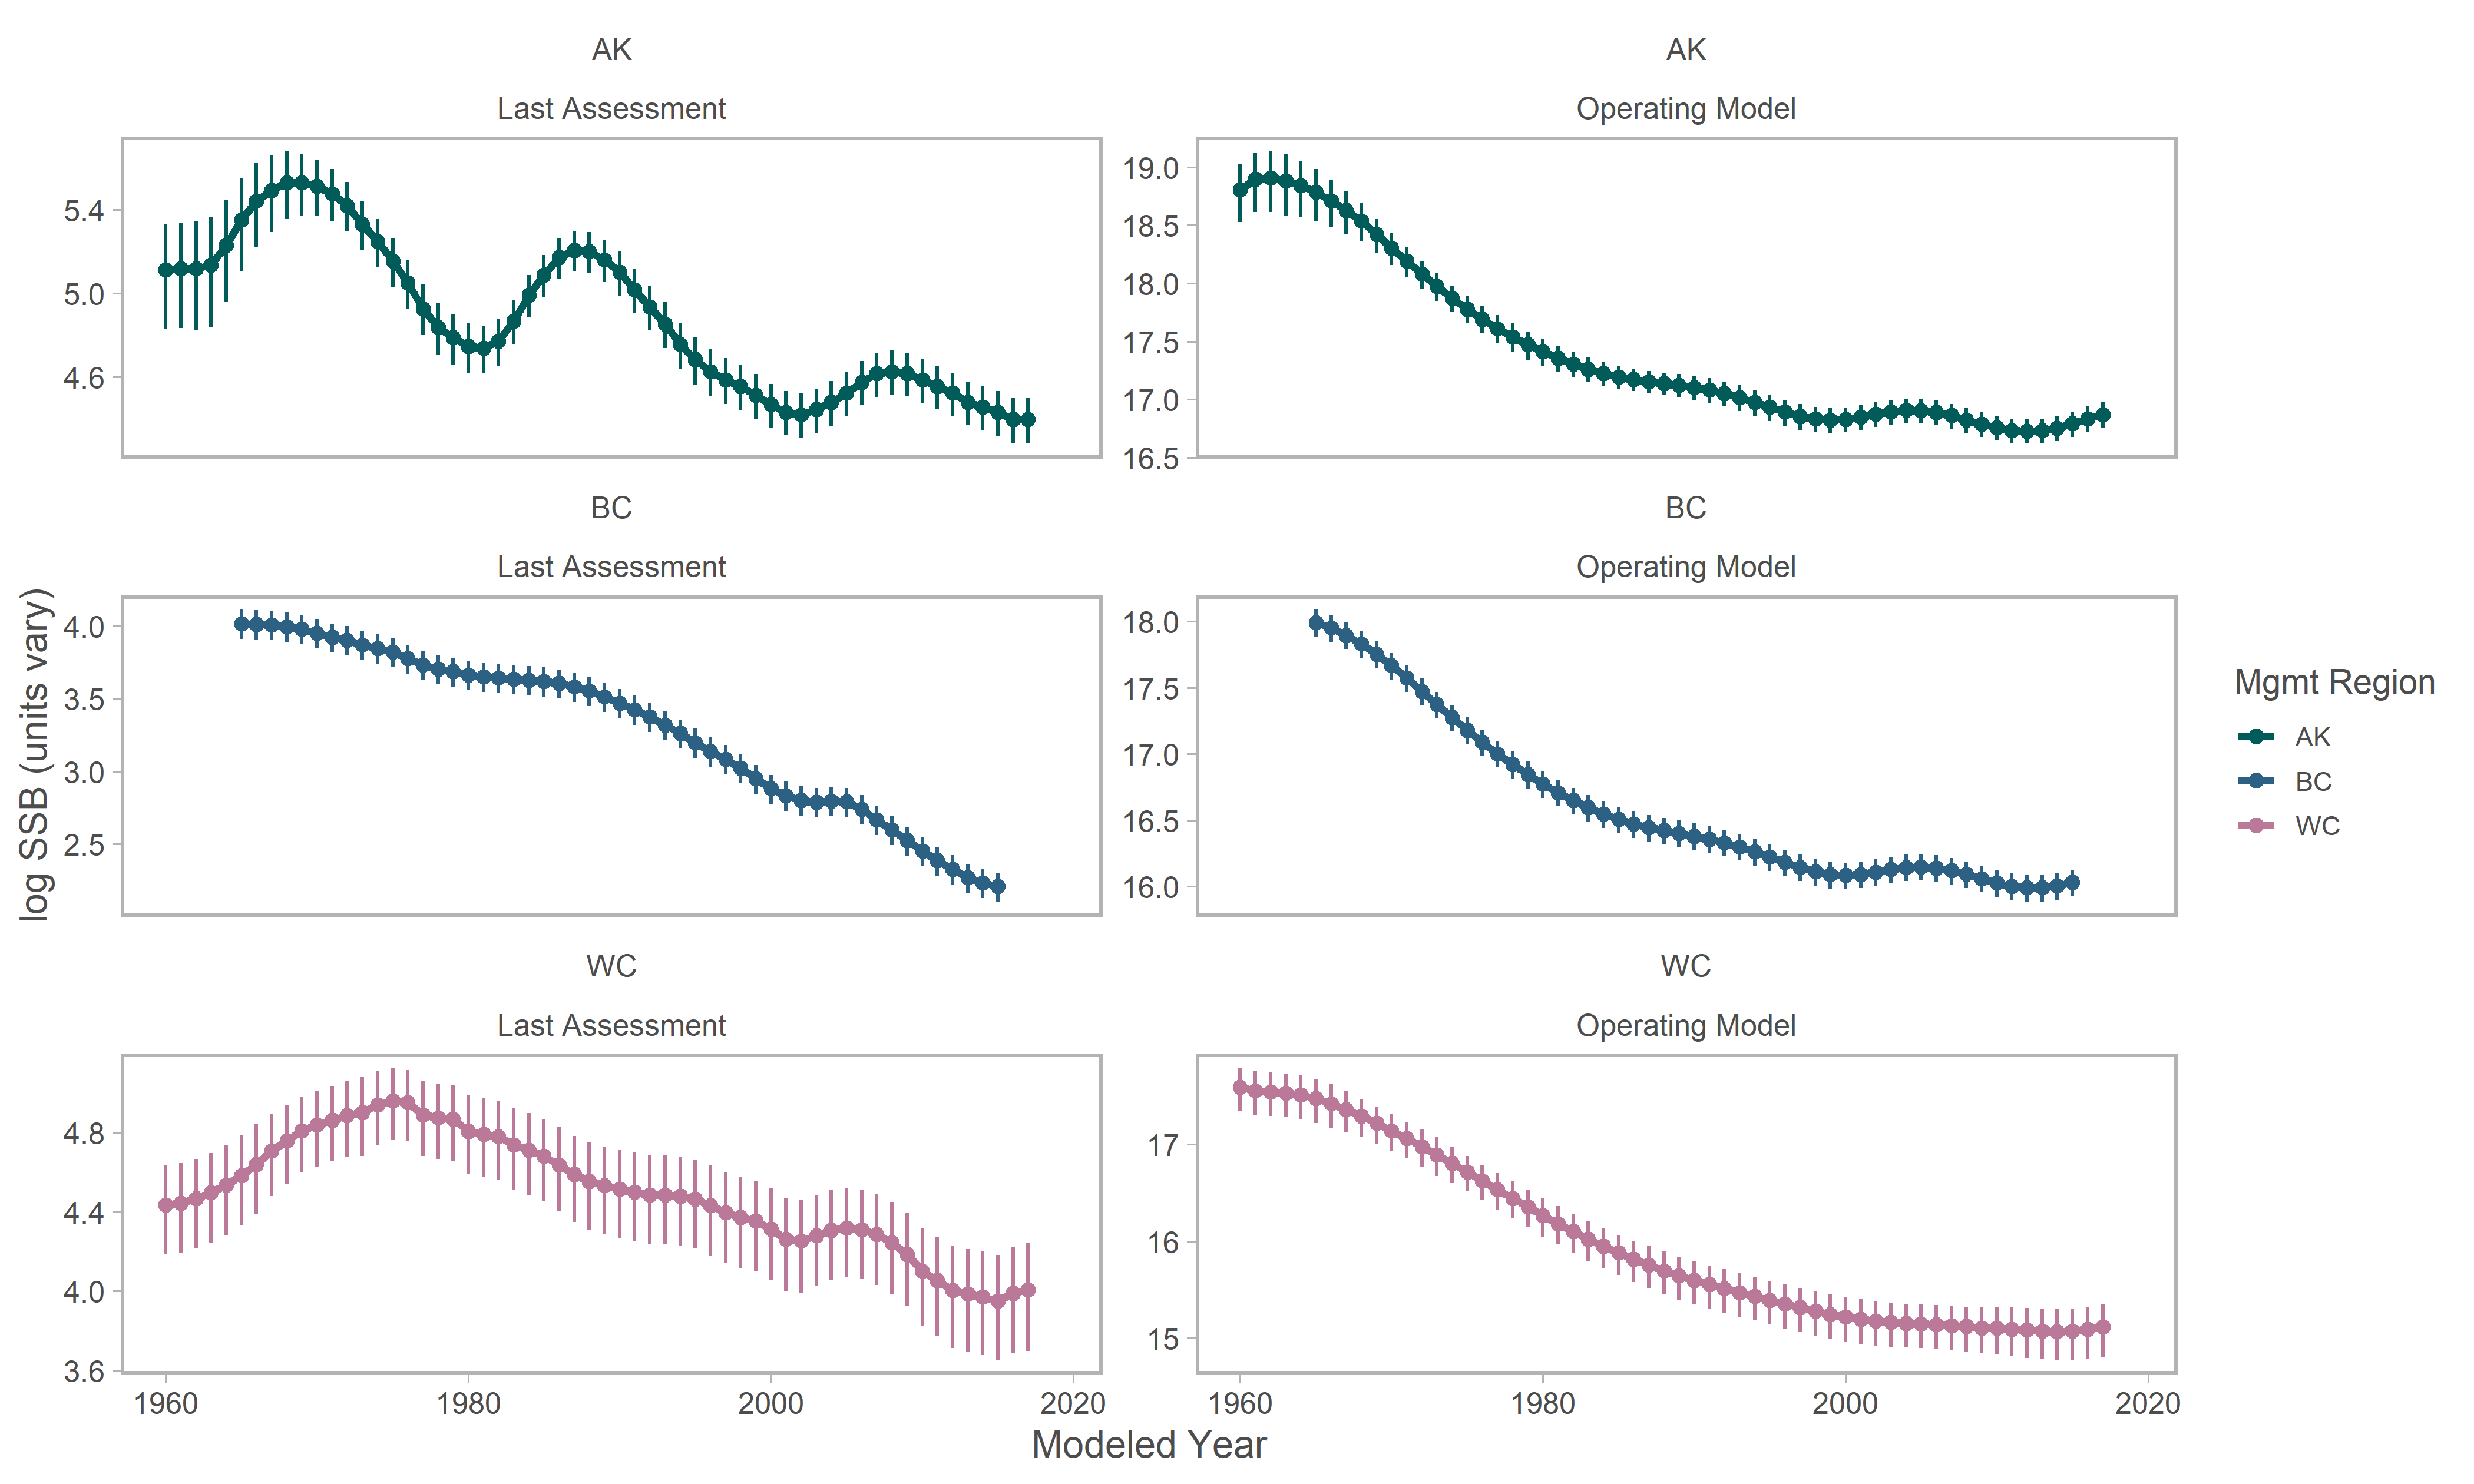 AK
Last Assessment
5.4
5.0
4.6
AK
Operating Model
19.0
18.5
18.0
17.5
17.0
16.5
BC
Last Assessment
4.0
3.5
3.0
2.5
BC
Operating Model
18.0
17.5
17.0
16.5
16.0
WC
Last Assessment
4.8
4.4
4.0
3.6
1960 1980 2000 2020
WC
Operating Model
17
16
15
1960 1980 2000 2020
log SSB (units vary)
Modeled Year
Mgmt Region
AK
BC
WC